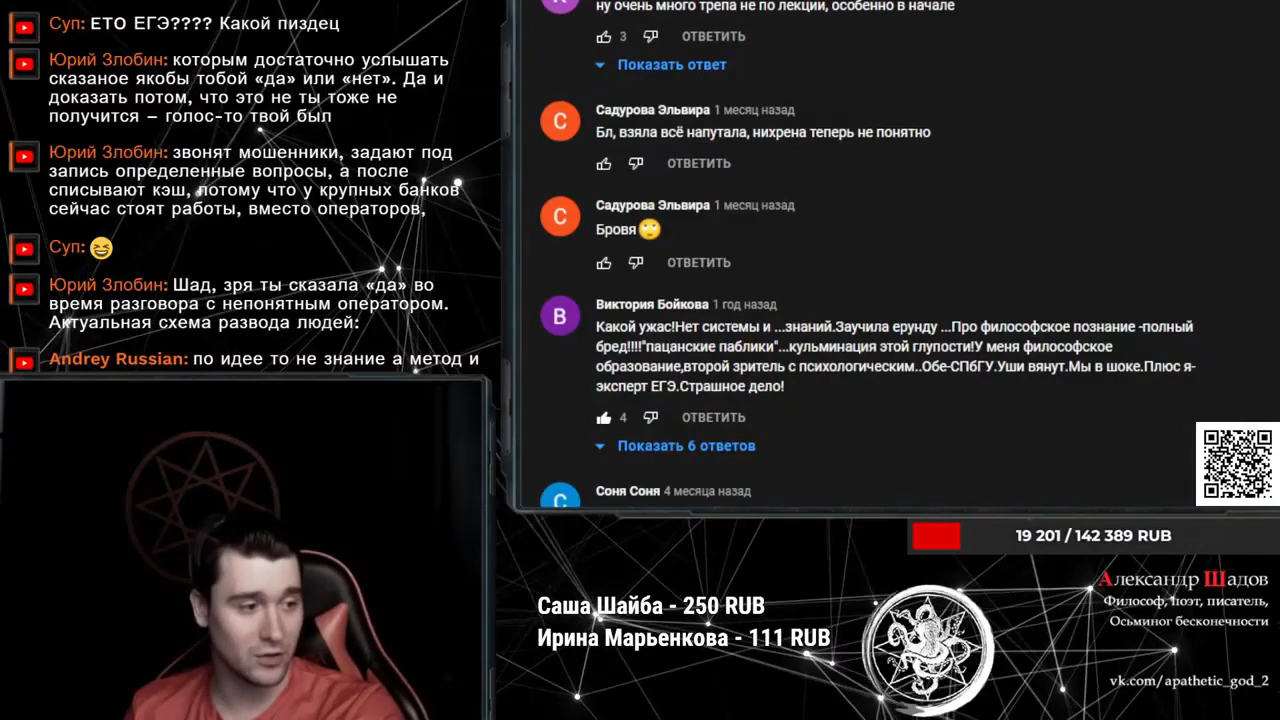 Суп: ЕТО ЕГЭ???? Какой пиздец
Юрий Злобин: которым достаточно услышать
сказаное якобы тобой «да» или «нет». Да и
доказать потом, что это не ты тоже не
получится – голос-то твой был
Юрий Злобин: звонят мошенники, задают под
запись определенные вопросы, а после
списывают кэш, потому что у крупных банков
сейчас стоят работы, вместо операторов,
Суп: 😆
Юрий Злобин: Шад, зря ты сказала «да» во
время разговора с непонятным оператором.
Актуальная схема развода людей:
Andrey Russian: по идее то не знание а метод и
ну очень много трепа не по лекции, особенно в начале
3 ОТВЕТИТЬ
Показать ответ
С
Садурова Эльвира 1 месяц назад
Бл, взяла всё напутала, нихрена теперь не понятно
ОТВЕТИТЬ
С
Садурова Эльвира 1 месяц назад
Бровя🙄
ОТВЕТИТЬ
В
Виктория Бойкова 1 год назад
Какой ужас!Нет системы и ...знаний.Заучила ерунду ...Про философское познание -полный
бред!!!!"пацанские паблики"...кульминация этой глупости!У меня философское
образование,второй зритель с психологическим..Обе-СПбГУ.Уши вянут.Мы в шоке.Плюс я-
эксперт ЕГЭ.Страшное дело!
4 ОТВЕТИТЬ
Показать 6 ответов
С
Соня Соня 4 месяца назад
19 201 / 142 389 RUB
Саша Шайба - 250 RUB
Ирина Марьенкова - 111 RUB
Александр Шадов
Философ, поэт, писатель,
Осьминог бесконечности
vk.com/apathetic_god_2